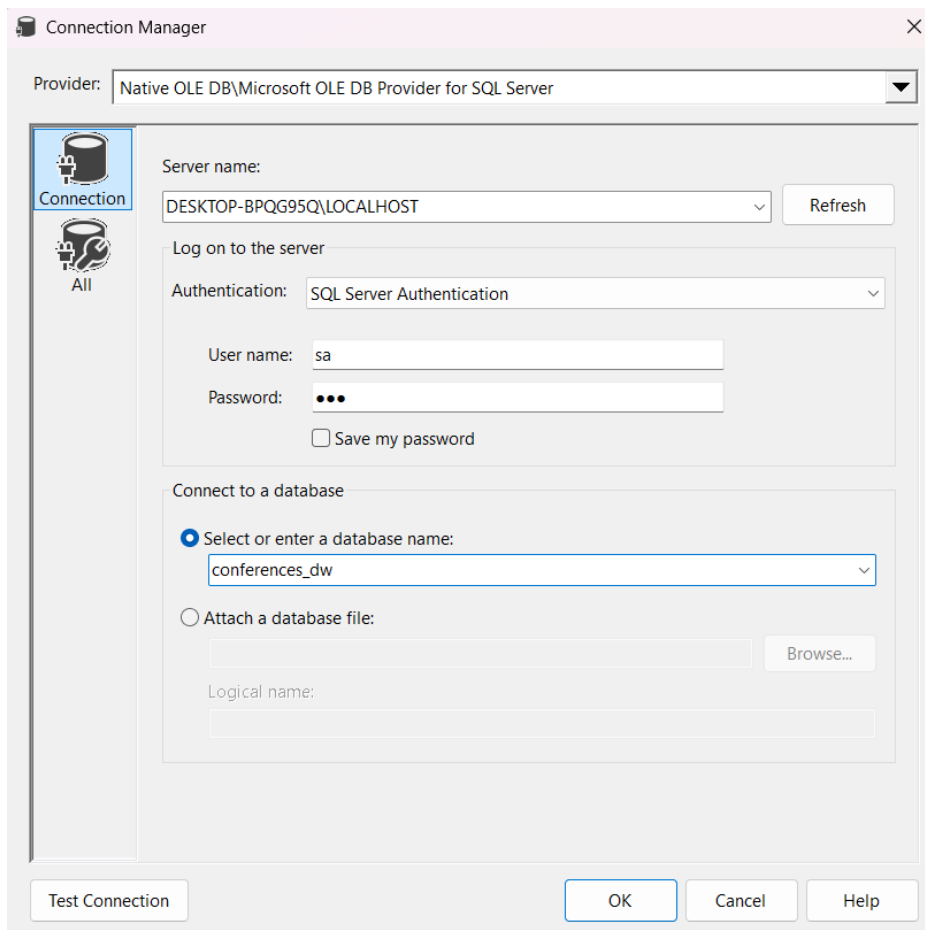 Connection Manager
Provider: Native OLE DB\Microsoft OLE DB Provider for SQL Server
Connection
All
Server name:
DESKTOP-BPQG95Q\LOCALHOST
Refresh
Log on to the server
Authentication: SQL Server Authentication
User name: sa
Password: •••
Save my password
Connect to a database
Select or enter a database name:
conferences_dw
Attach a database file:
Browse...
Logical name:
Test Connection OK Cancel Help